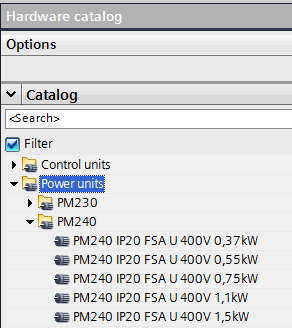 Hardware catalog
Options
Catalog
<Search>
Filter
Control units
Power units
PM230
PM240
PM240 IP20 FSA U 400V 0,37kW
PM240 IP20 FSA U 400V 0,55kW
PM240 IP20 FSA U 400V 0,75kW
PM240 IP20 FSA U 400V 1,1kW
PM240 IP20 FSA U 400V 1,5kW